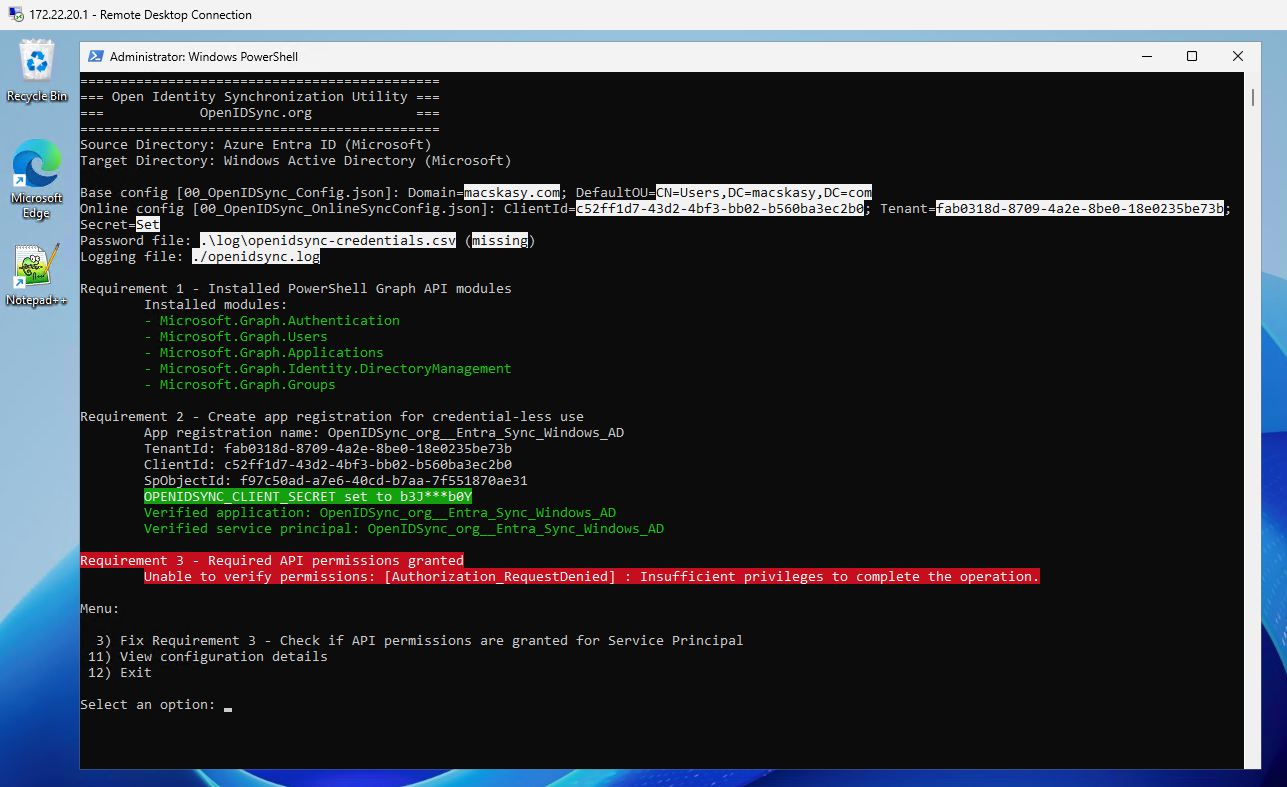 172.22.20.1 - Remote Desktop Connection
Recycle Bin
Microsoft
Edge
Notepad++
Administrator: Windows PowerShell
=============================================
=== Open Identity Synchronization Utility ===
===            OpenIDSync.org             ===
=============================================
Source Directory: Azure Entra ID (Microsoft)
Target Directory: Windows Active Directory (Microsoft)
Base config [00_OpenIDSync_Config.json]: Domain=macskasy.com; DefaultOU=CN=Users,DC=macskasy,DC=com
Online config [00_OpenIDSync_OnlineSyncConfig.json]: ClientId=c52ff1d7-43d2-4bf3-bb02-b560ba3ec2b0; Tenant=fab0318d-8709-4a2e-8be0-18e0235be73b;
Secret=Set
Password file: .\log\openidsync-credentials.csv (missing)
Logging file: ./openidsync.log
Requirement 1 - Installed PowerShell Graph API modules
Installed modules:
- Microsoft.Graph.Authentication
- Microsoft.Graph.Users
- Microsoft.Graph.Applications
- Microsoft.Graph.Identity.DirectoryManagement
- Microsoft.Graph.Groups
Requirement 2 - Create app registration for credential-less use
App registration name: OpenIDSync_org__Entra_Sync_Windows_AD
TenantId: fab0318d-8709-4a2e-8be0-18e0235be73b
ClientId: c52ff1d7-43d2-4bf3-bb02-b560ba3ec2b0
SpObjectId: f97c50ad-a7e6-40cd-b7aa-7f551870ae31
OPENIDSYNC_CLIENT_SECRET set to b3J***b0Y
Verified application: OpenIDSync_org__Entra_Sync_Windows_AD
Verified service principal: OpenIDSync_org__Entra_Sync_Windows_AD
Requirement 3 - Required API permissions granted
Unable to verify permissions: [Authorization_RequestDenied] : Insufficient privileges to complete the operation.
Menu:
3) Fix Requirement 3 - Check if API permissions are granted for Service Principal
11) View configuration details
12) Exit
Select an option: _